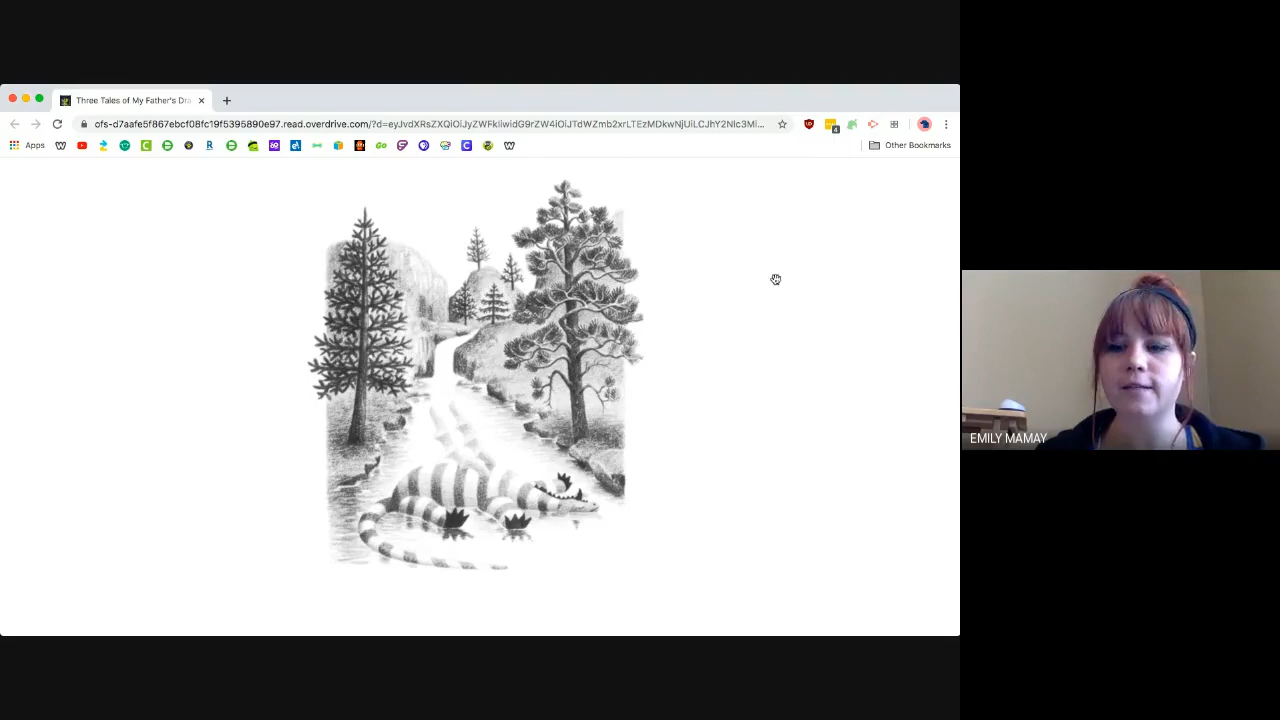 Three Tales of My Father's Dra
ofs-d7aafe5f867ebcf08fc19f5395890e97.read.overdrive.com/?d=eyJvdXRsZXQiOiJyZWFkIiwidG9rZW4iOiJTdWZmb2xrLTEzMDkwNjUiLCJhY2Nlc3Mi...
Apps
Other Bookmarks
EMILY MAMAY